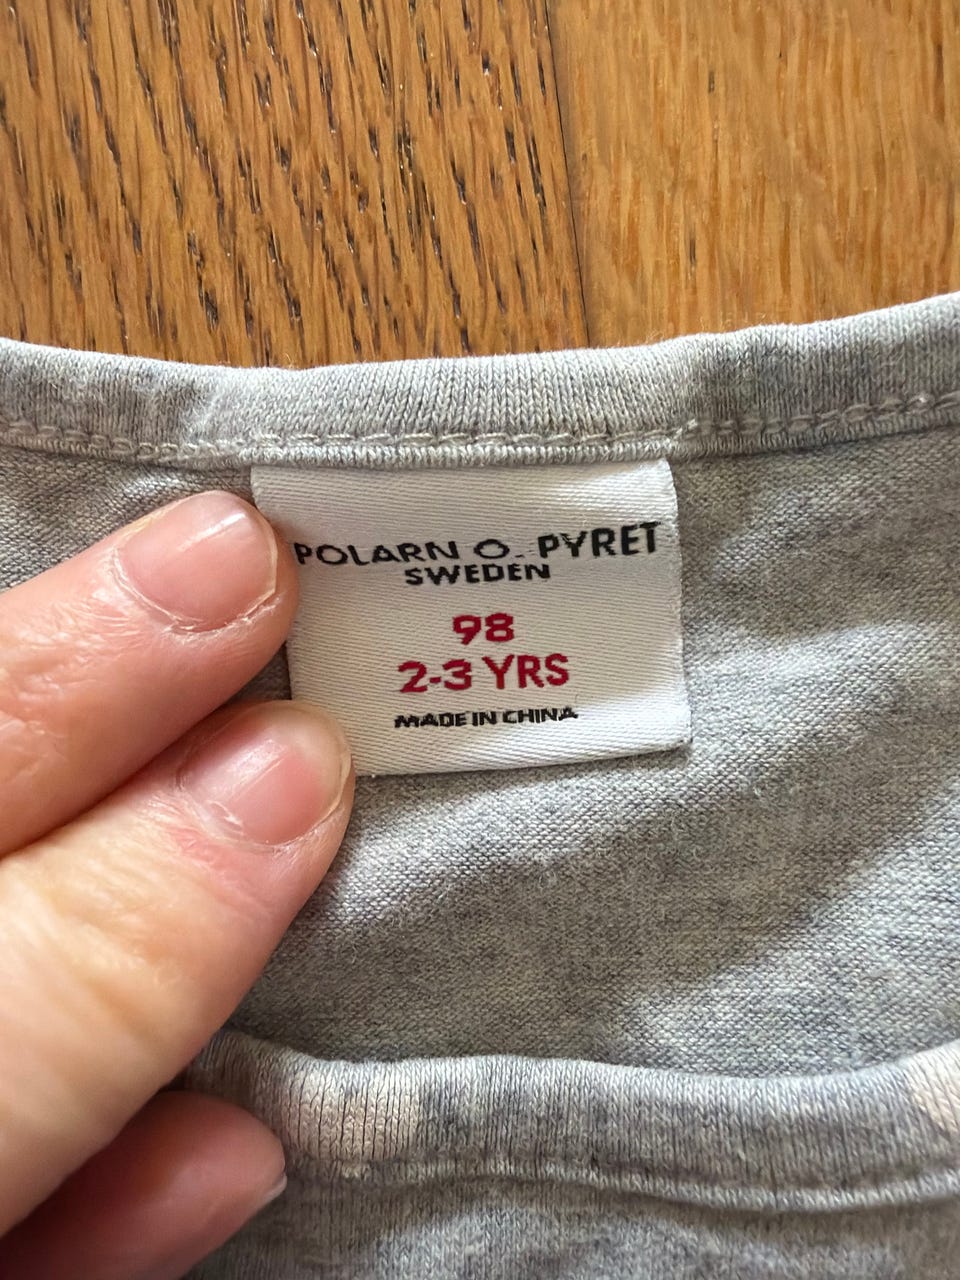 POLARN O. PYRET
SWEDEN
98
2-3 YRS
MADE IN CHINA